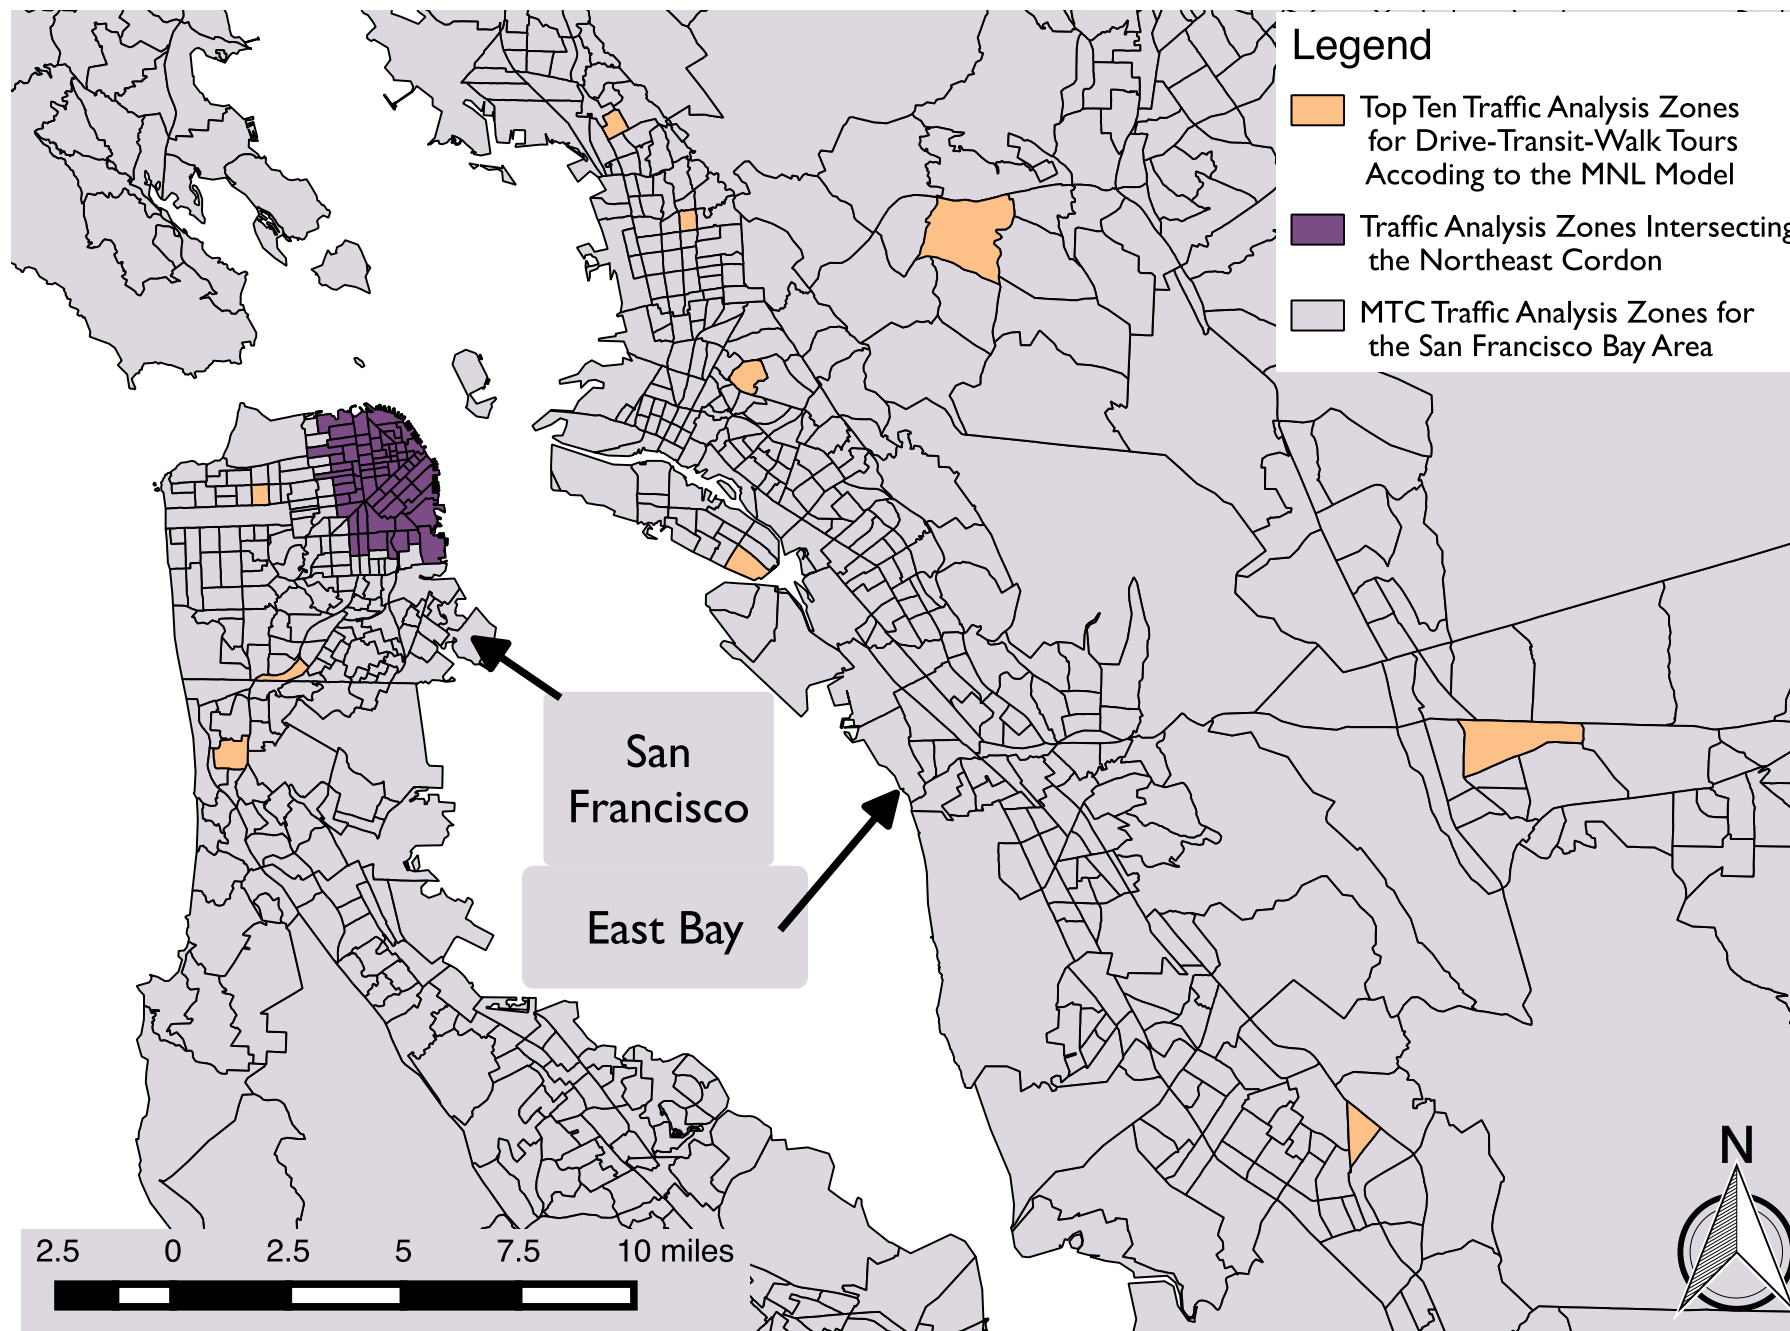 Legend
Top Ten Traffic Analysis Zones
for Drive-Transit-Walk Tours
Accoding to the MNL Model
Traffic Analysis Zones Intersecting
the Northeast Cordon
MTC Traffic Analysis Zones for
the San Francisco Bay Area
San
Francisco
East Bay
N
2.5 0 2.5 5 7.5 10 miles